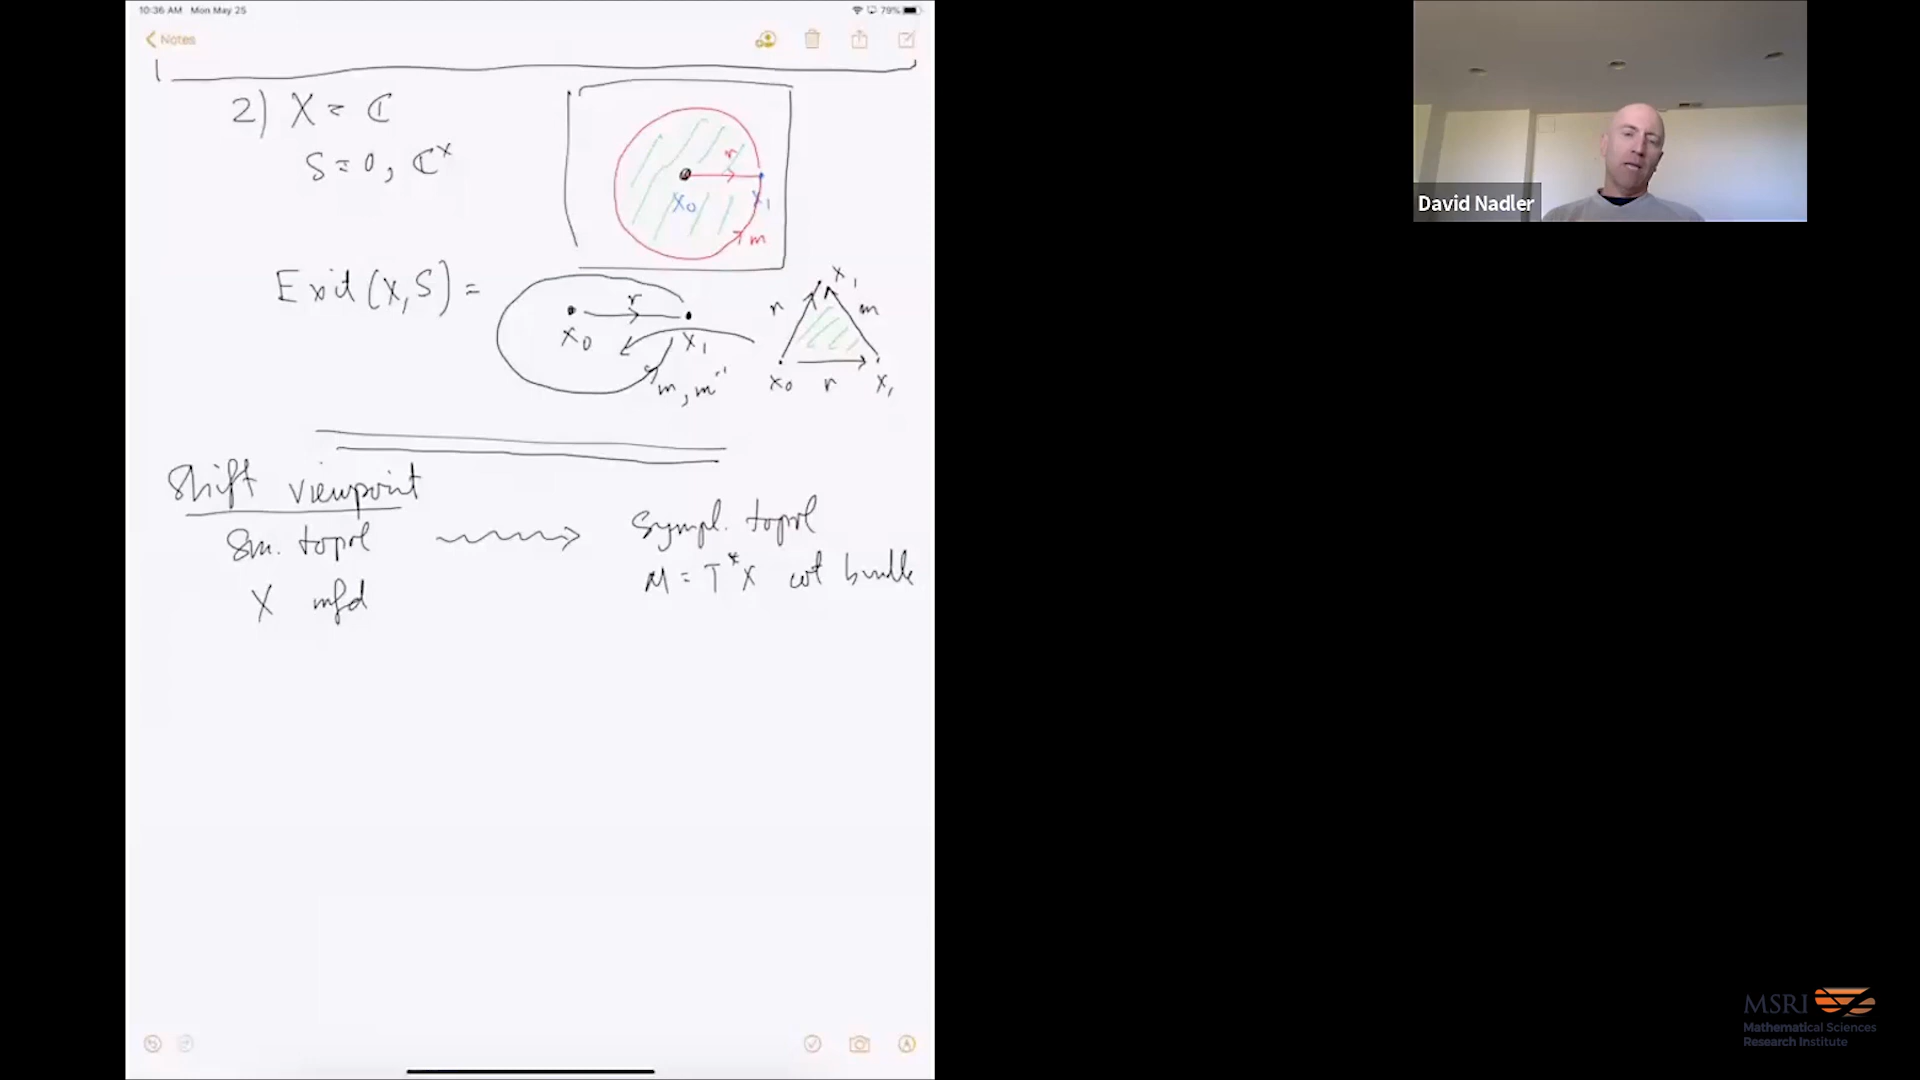 10:36 AM Mon May 25
79%
Notes
2) X = ℂ
S = 0, ℂ^x
r
x₀ x₁
m
Exit(X, S) =
r
x₀ x₁
m, m⁻¹
x₁
r m
x₀ r x₁
Shift viewpoint
Sm. topol
Sympl. topol
X mfd
M = T*X cot bundle
David Nadler
MSRI
Mathematical Sciences
Research Institute